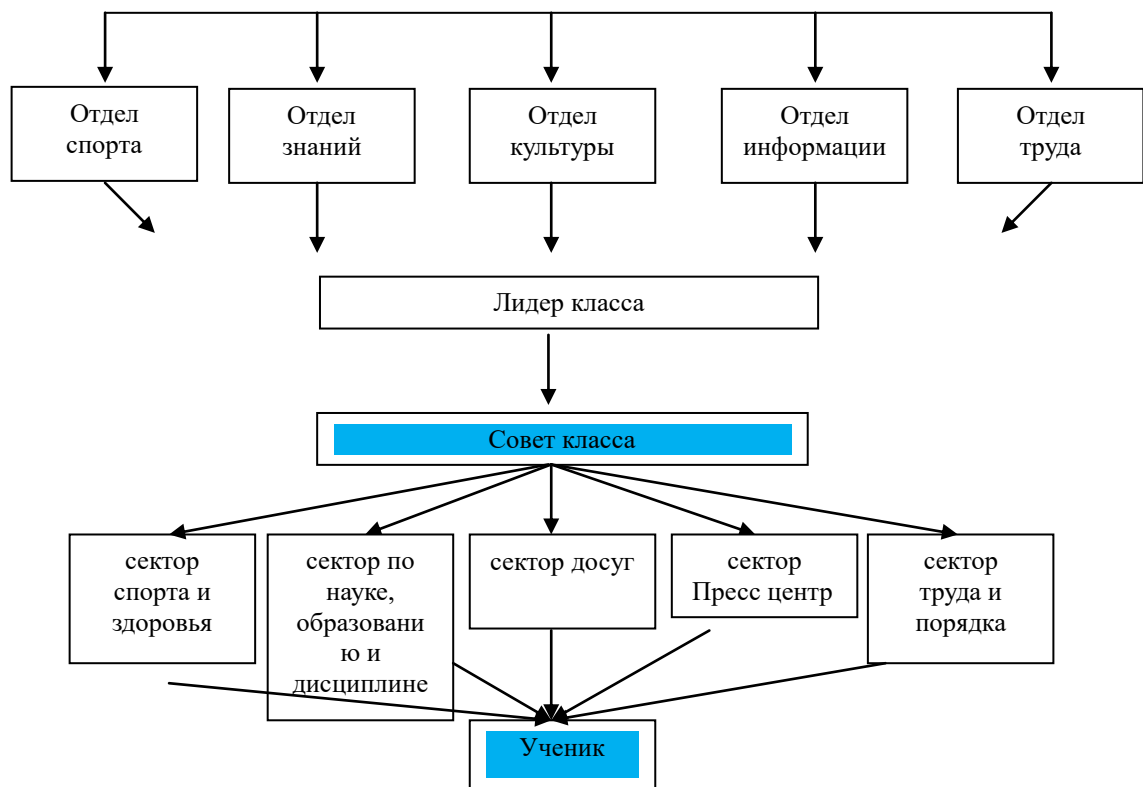 Отдел
спорта
Отдел
знаний
Отдел
культуры
Отдел
информации
Отдел
труда
Лидер класса
Совет класса
сектор
спорта и
здоровья
сектор по
науке,
образовани
ю и
дисциплине
сектор досуг
сектор
Пресс центр
сектор
труда и
порядка
Ученик